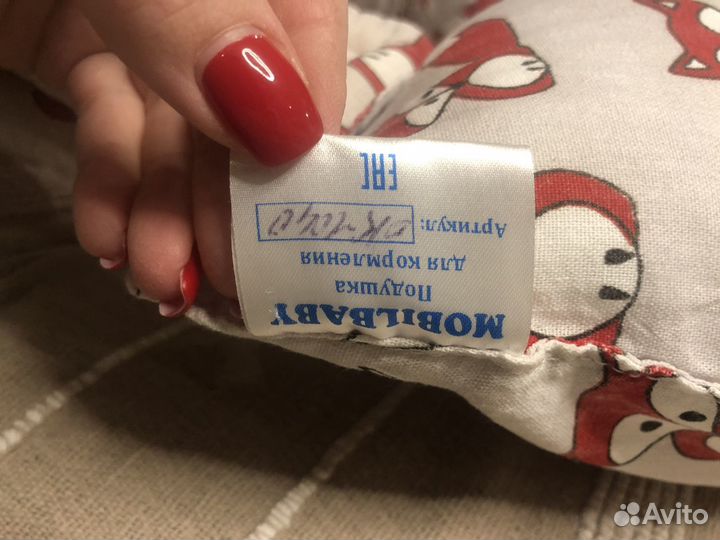 MOBILBABY
Подушка
для кормления
Артикул:
EAC
Avito